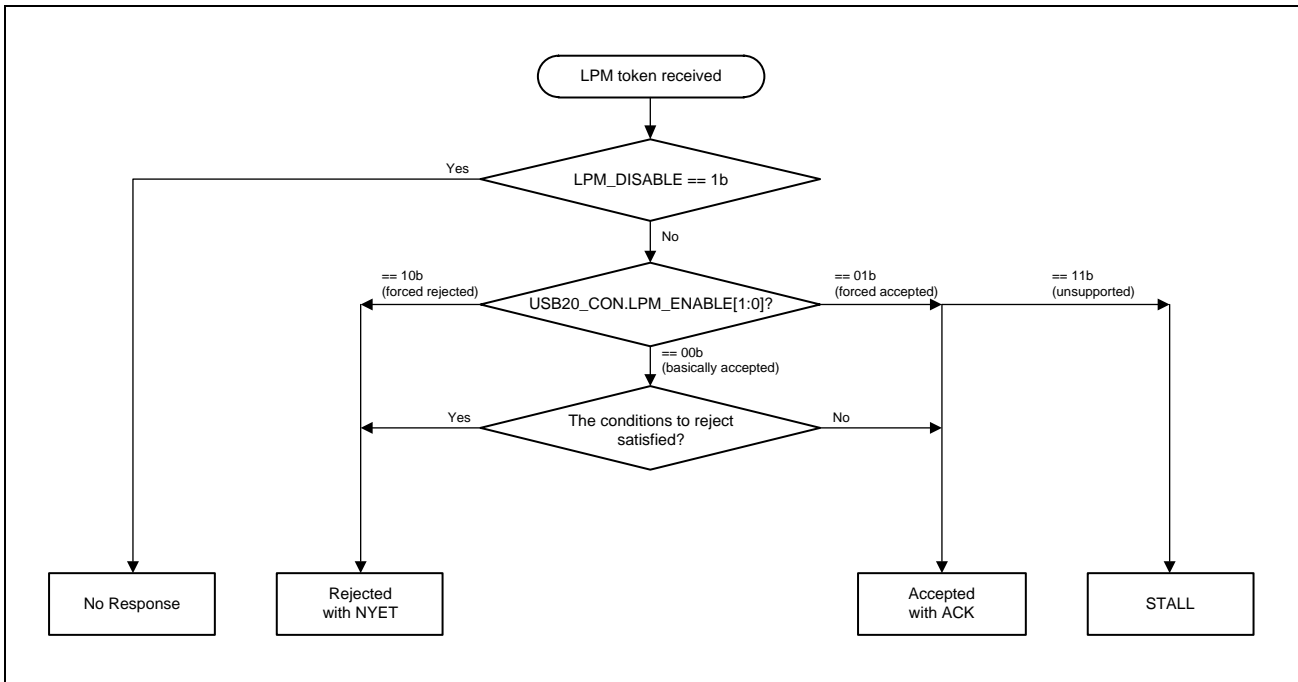 LPM token received
Yes
LPM_DISABLE == 1b
No
== 10b
(forced rejected)
USB20_CON.LPM_ENABLE[1:0]?
== 01b
(forced accepted)
== 11b
(unsupported)
== 00b
(basically accepted)
Yes
The conditions to reject
satisfied?
No
No Response
Rejected
with NYET
Accepted
with ACK
STALL